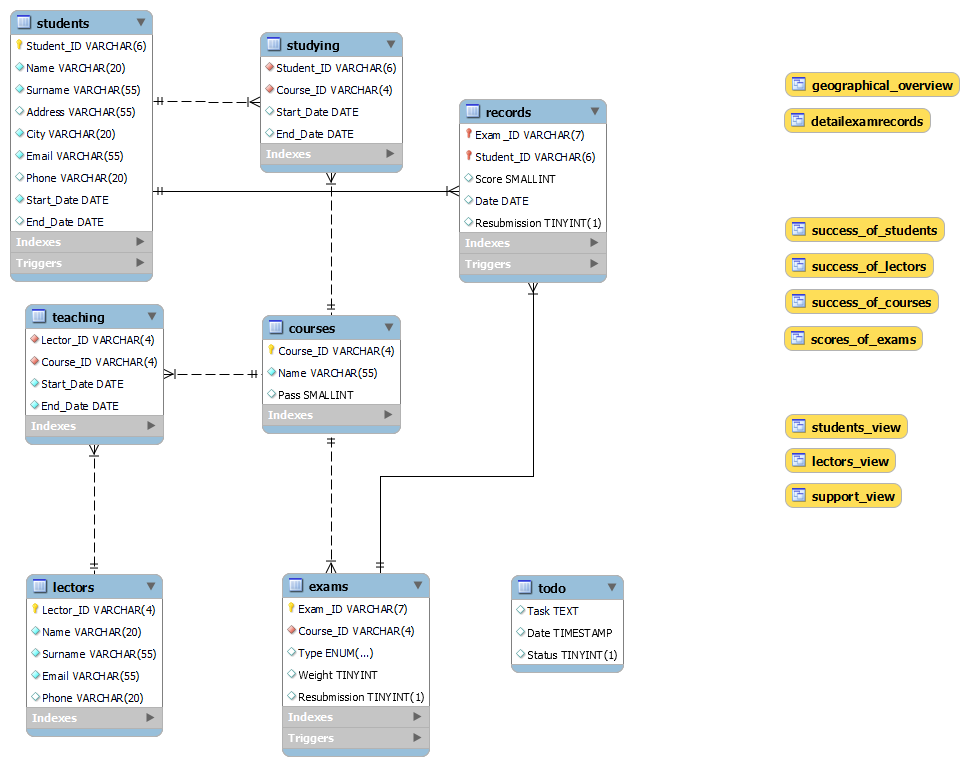 students
Student_ID VARCHAR(6)
Name VARCHAR(20)
Surname VARCHAR(55)
Address VARCHAR(55)
City VARCHAR(20)
Email VARCHAR(55)
Phone VARCHAR(20)
Start_Date DATE
End_Date DATE
Indexes
Triggers
studying
Student_ID VARCHAR(6)
Course_ID VARCHAR(4)
Start_Date DATE
End_Date DATE
Indexes
records
Exam_ID VARCHAR(7)
Student_ID VARCHAR(6)
Score SMALLINT
Date DATE
Resubmission TINYINT(1)
Indexes
Triggers
teaching
Lector_ID VARCHAR(4)
Course_ID VARCHAR(4)
Start_Date DATE
End_Date DATE
Indexes
courses
Course_ID VARCHAR(4)
Name VARCHAR(55)
Pass SMALLINT
Indexes
lectors
Lector_ID VARCHAR(4)
Name VARCHAR(20)
Surname VARCHAR(55)
Email VARCHAR(55)
Phone VARCHAR(20)
Indexes
exams
Exam_ID VARCHAR(7)
Course_ID VARCHAR(4)
Type ENUM(...)
Weight TINYINT
Resubmission TINYINT(1)
Indexes
Triggers
todo
Task TEXT
Date TIMESTAMP
Status TINYINT(1)
geographical_overview
detailexamrecords
success_of_students
success_of_lectors
success_of_courses
scores_of_exams
students_view
lectors_view
support_view